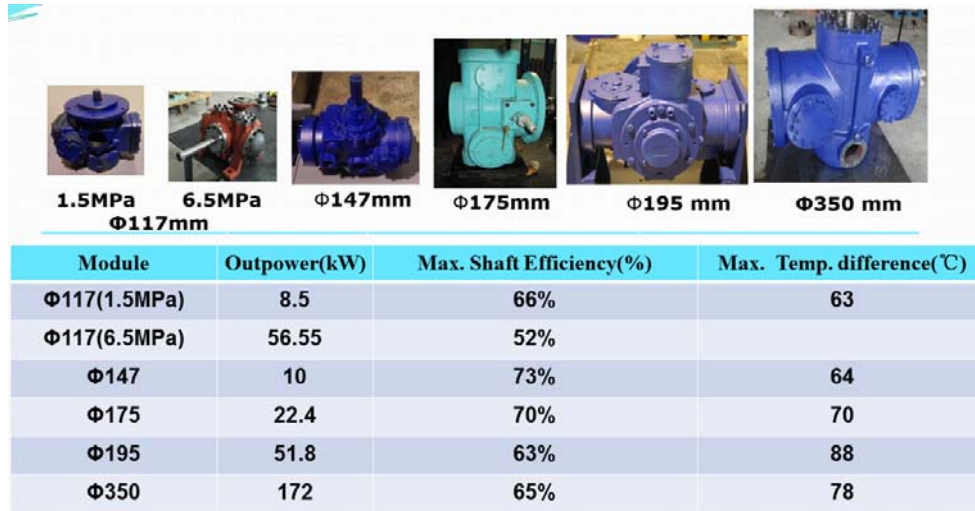 1.5MPa 6.5MPa Φ147mm Φ175mm Φ195 mm Φ350 mm
Φ117mm
Module Outpower(kW) Max. Shaft Efficiency(%) Max. Temp. difference(℃)
Φ117(1.5MPa) 8.5 66% 63
Φ117(6.5MPa) 56.55 52%
Φ147 10 73% 64
Φ175 22.4 70% 70
Φ195 51.8 63% 88
Φ350 172 65% 78